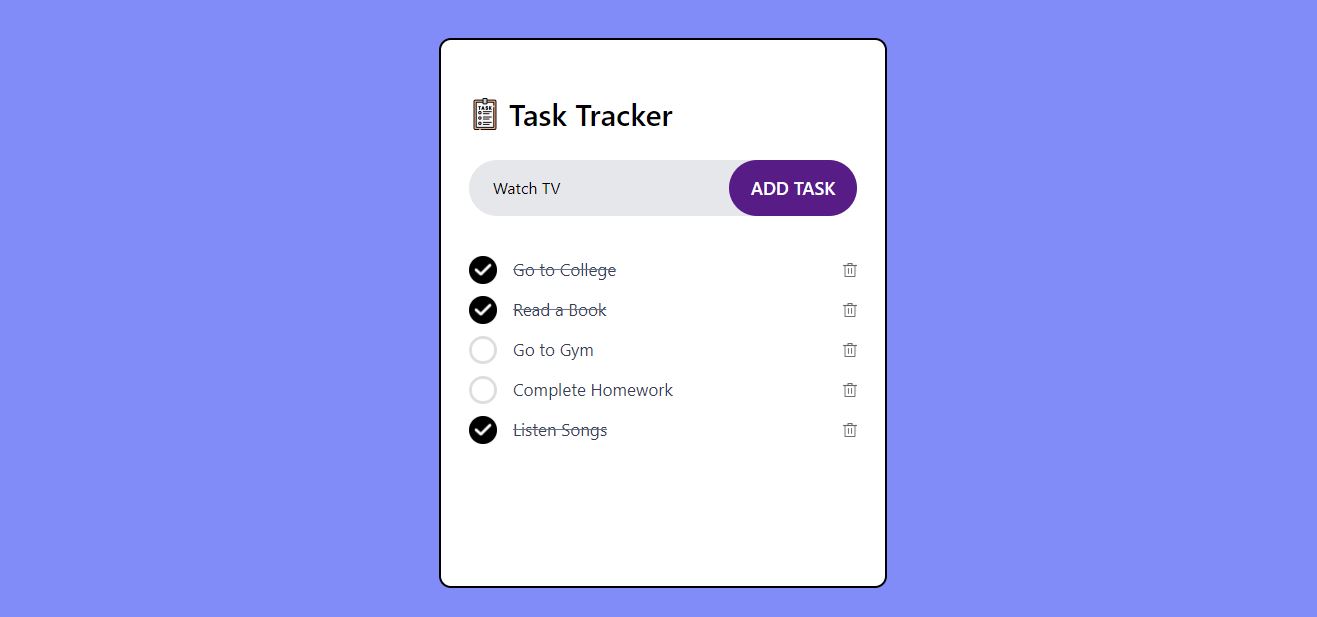 TASK
Task Tracker
Watch TV
ADD TASK
Go to College
Read a Book
Go to Gym
Complete Homework
Listen Songs